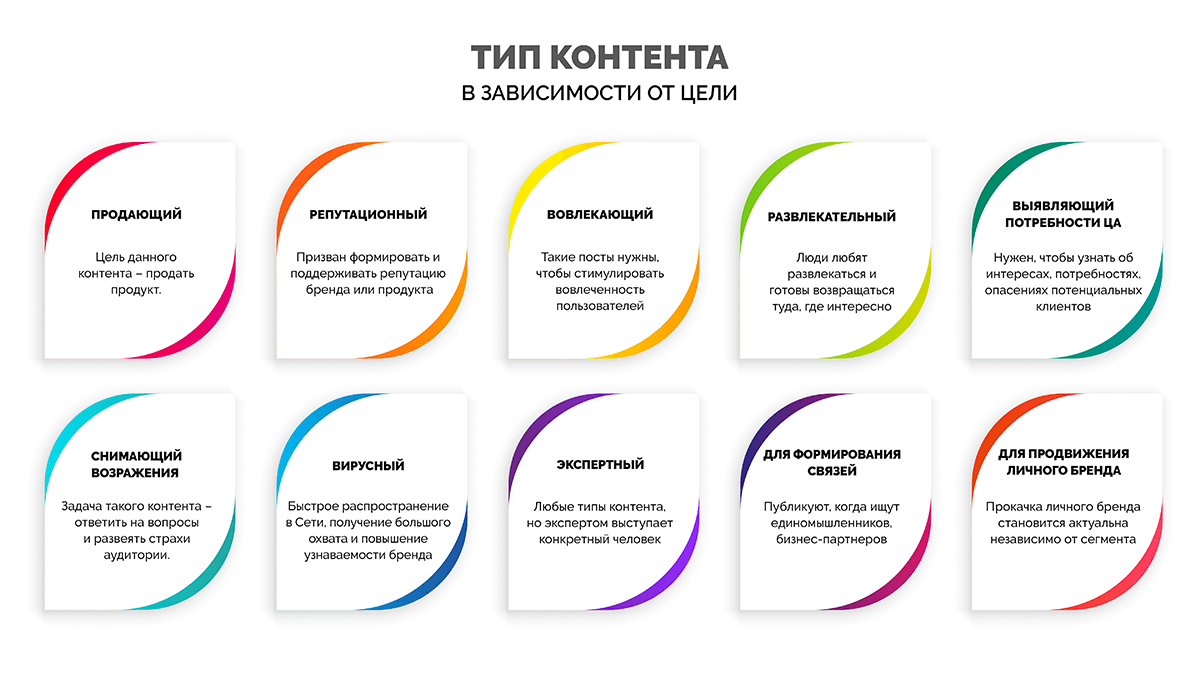 ТИП КОНТЕНТА
В ЗАВИСИМОСТИ ОТ ЦЕЛИ
ПРОДАЮЩИЙ
Цель данного
контента – продать
продукт.
РЕПУТАЦИОННЫЙ
Призван формировать и
поддерживать репутацию
бренда или продукта
ВОВЛЕКАЮЩИЙ
Такие посты нужны,
чтобы стимулировать
вовлеченность
пользователей
РАЗВЛЕКАТЕЛЬНЫЙ
Люди любят
развлекаться и
готовы возвращаться
туда, где интересно
ВЫЯВЛЯЮЩИЙ
ПОТРЕБНОСТИ ЦА
Нужен, чтобы узнать об
интересах, потребностях,
опасениях потенциальных
клиентов
СНИМАЮЩИЙ
ВОЗРАЖЕНИЯ
Задача такого контента –
ответить на вопросы
и развеять страхи
аудитории.
ВИРУСНЫЙ
Быстрое распространение
в Сети, получение большого
охвата и повышение
узнаваемости бренда
ЭКСПЕРТНЫЙ
Любые типы контента,
но экспертом выступает
конкретный человек
ДЛЯ ФОРМИРОВАНИЯ
СВЯЗЕЙ
Публикуют, когда ищут
единомышленников,
бизнес-партнеров
ДЛЯ ПРОДВИЖЕНИЯ
ЛИЧНОГО БРЕНДА
Прокачка личного бренда
становится актуальна
независимо от сегмента